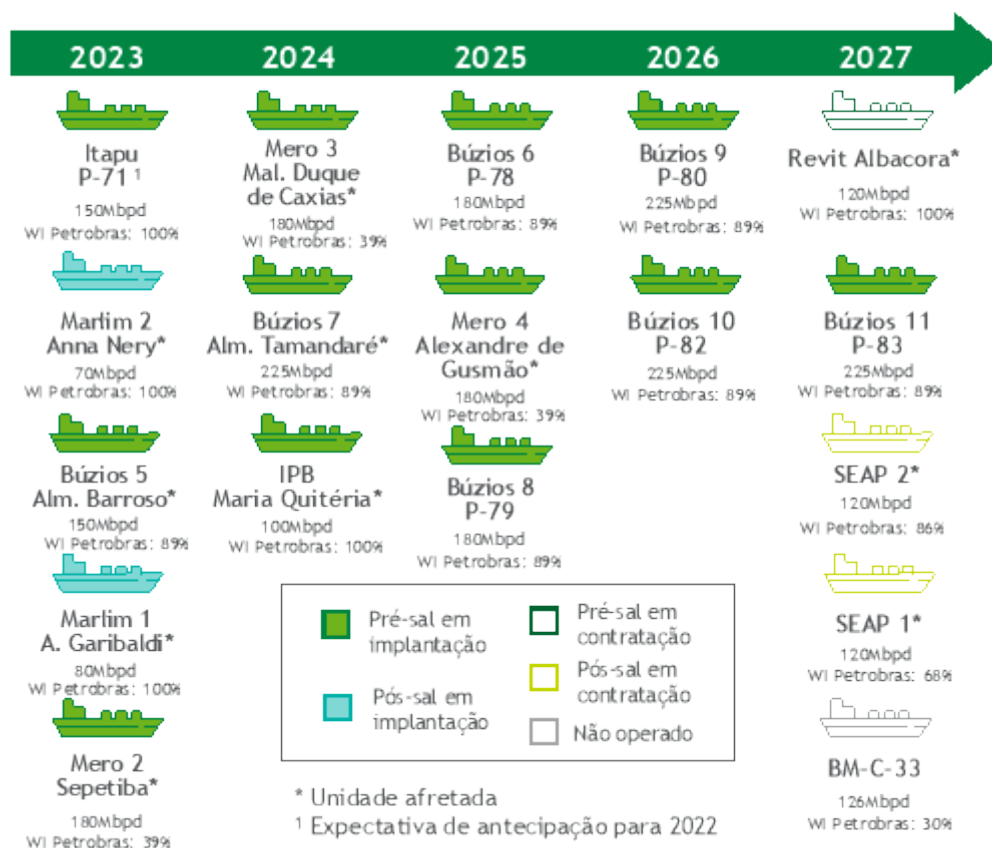 2023
2024
2025
2026
2027
Itapu
P-71 ¹
150Mbpd
WI Petrobras: 100%
Marlim 2
Anna Nery*
70Mbpd
WI Petrobras: 100%
Búzios 5
Alm. Barroso*
150Mbpd
WI Petrobras: 89%
Marlim 1
A. Garibaldi*
80Mbpd
WI Petrobras: 100%
Mero 2
Sepetiba*
180Mbpd
WI Petrobras: 39%
Mero 3
Mal. Duque
de Caxias*
180Mbpd
WI Petrobras: 39%
Búzios 7
Alm. Tamandaré*
225Mbpd
WI Petrobras: 89%
IPB
Maria Quitéria*
100Mbpd
WI Petrobras: 100%
Búzios 6
P-78
180Mbpd
WI Petrobras: 89%
Mero 4
Alexandre de
Gusmão*
180Mbpd
WI Petrobras: 39%
Búzios 8
P-79
180Mbpd
WI Petrobras: 89%
Búzios 9
P-80
225Mbpd
WI Petrobras: 89%
Búzios 10
P-82
225Mbpd
WI Petrobras: 89%
Revit Albacora*
120Mbpd
WI Petrobras: 100%
Búzios 11
P-83
225Mbpd
WI Petrobras: 89%
SEAP 2*
120Mbpd
WI Petrobras: 86%
SEAP 1*
120Mbpd
WI Petrobras: 68%
BM-C-33
126Mbpd
WI Petrobras: 30%
Pré-sal em
implantação
Pós-sal em
implantação
Pré-sal em
contratação
Pós-sal em
contratação
Não operado
* Unidade afretada
¹ Expectativa de antecipação para 2022